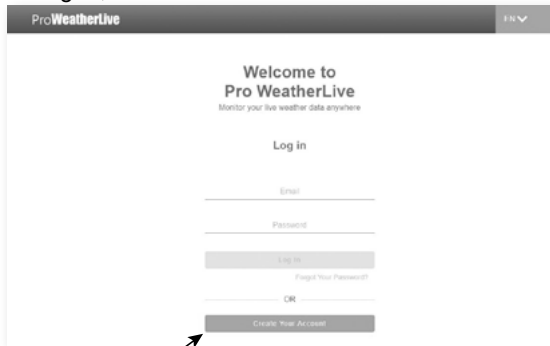 ProWeatherLive
EN
Welcome to
Pro WeatherLive
Monitor your live weather data anywhere
Log in
Email
Password
Log in
Forgot Your Password?
OR
Create Your Account